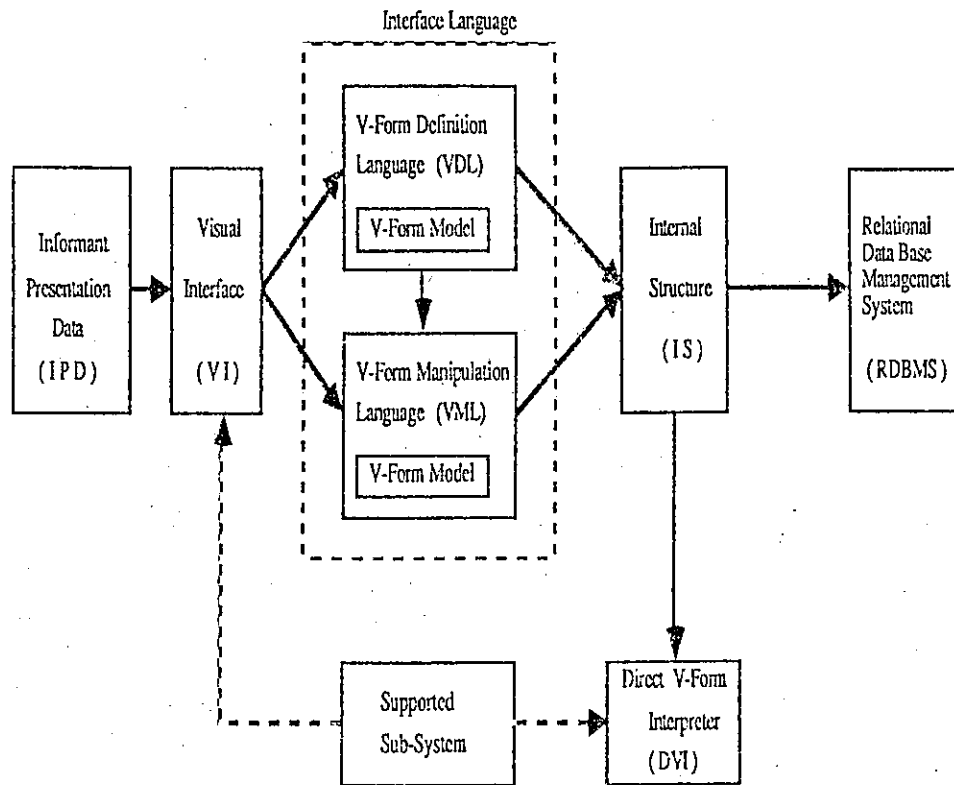 Interface Language
V-Form Definition
Language (VDL)
V-Form Model
V-Form Manipulation
Language (VML)
V-Form Model
Informant
Presentation
Data
(IPD)
Visual
Interface
(VI)
Internal
Structure
(IS)
Relational
Data Base
Management
System
(RDBMS)
Supported
Sub-System
Direct V-Form
Interpreter
(DVI)